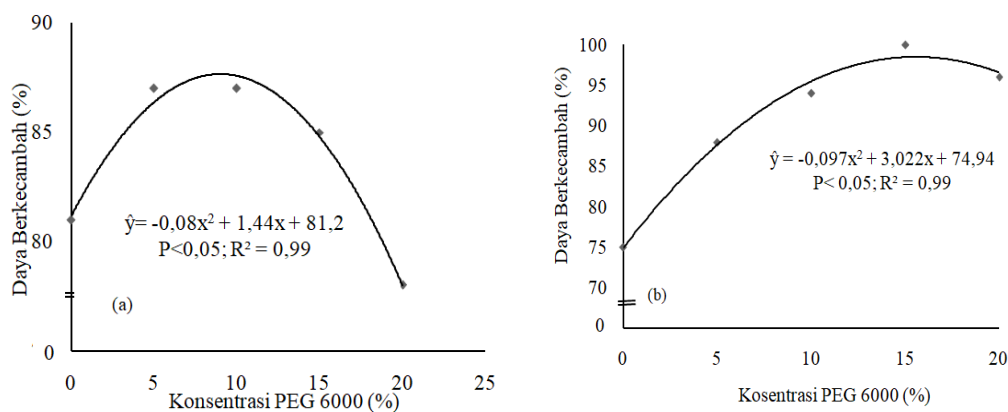 90
85
80
0
Daya Berkecambah (%)
ŷ= -0,08x² + 1,44x + 81,2
P<0,05; R² = 0,99
(a)
0 5 10 15 20 25
Konsentrasi PEG 6000 (%)
100
95
90
85
80
75
70
0
Daya Berkecambah (%)
ŷ = -0,097x² + 3,022x + 74,94
P< 0,05; R² = 0,99
(b)
0 5 10 15 20
Kosentrasi PEG 6000 (%)